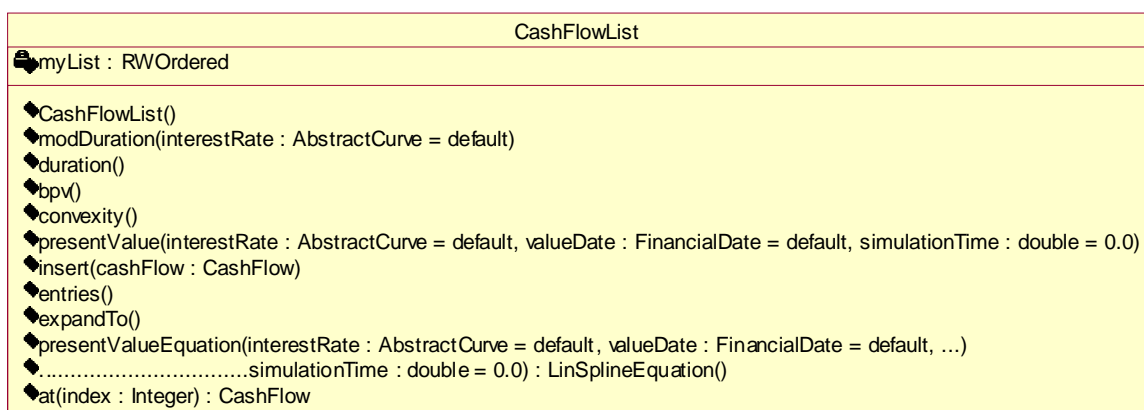 CashFlowList
myList : RWOrdered
CashFlowList()
modDuration(interestRate : AbstractCurve = default)
duration()
bpv()
convexity()
presentValue(interestRate : AbstractCurve = default, valueDate : FinancialDate = default, simulationTime : double = 0.0)
insert(cashFlow : CashFlow)
entries()
expandTo()
presentValueEquation(interestRate : AbstractCurve = default, valueDate : FinancialDate = default, ...)
................................simulationTime : double = 0.0) : LinSplineEquation()
at(index : Integer) : CashFlow